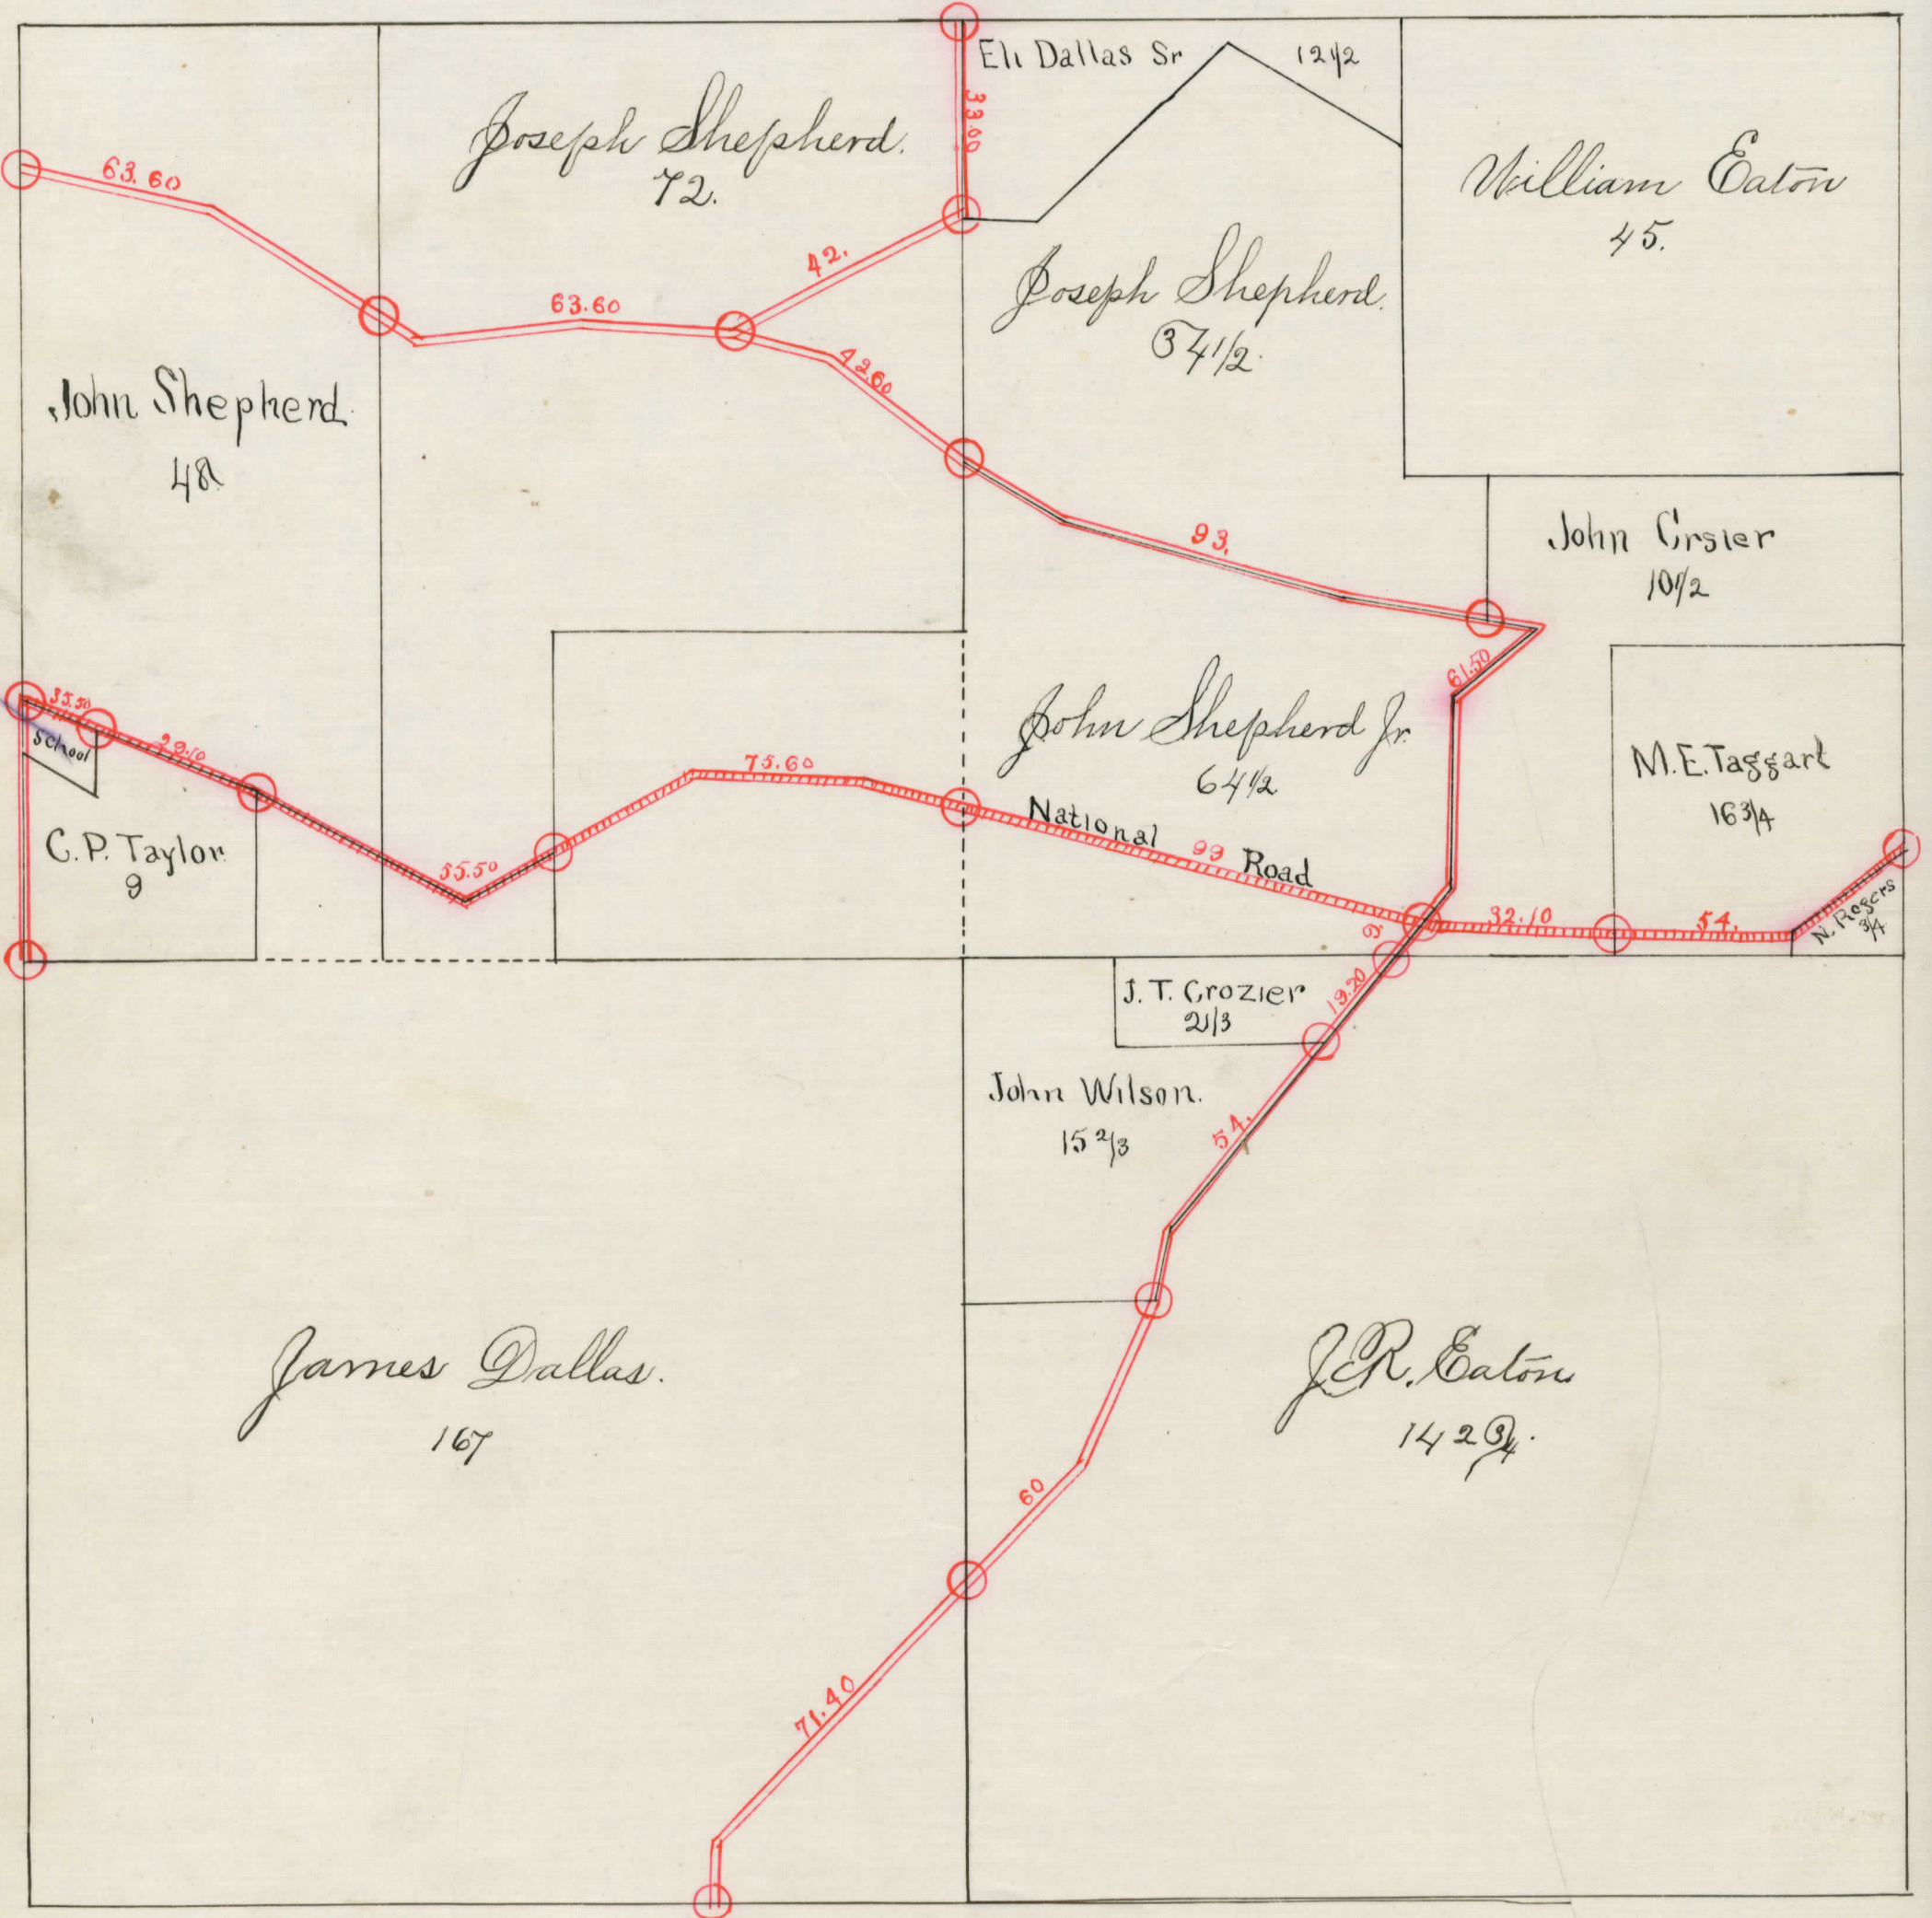 Eli Dallas Sr
12 1/2
33.00
Joseph Shepherd.
72.
William Eaton
45.
63.60
42.
63.60
Joseph Shepherd.
34 1/2.
42.60
John Shepherd.
48
93.
John Crsier
10 1/2
61.50
35.50
School
29.10
John Shepherd Jr.
64 1/2
75.60
National
99
Road
M.E. Taggart
16 3/4
C.P. Taylor.
9
55.50
9.
32.10
54.
N. Rogers
3/4
J. T. Crozier
2 1/3
19.20
John Wilson.
15 2/3
54.
James Dallas.
167
J.R. Eaton
142 3/4.
60
71.40